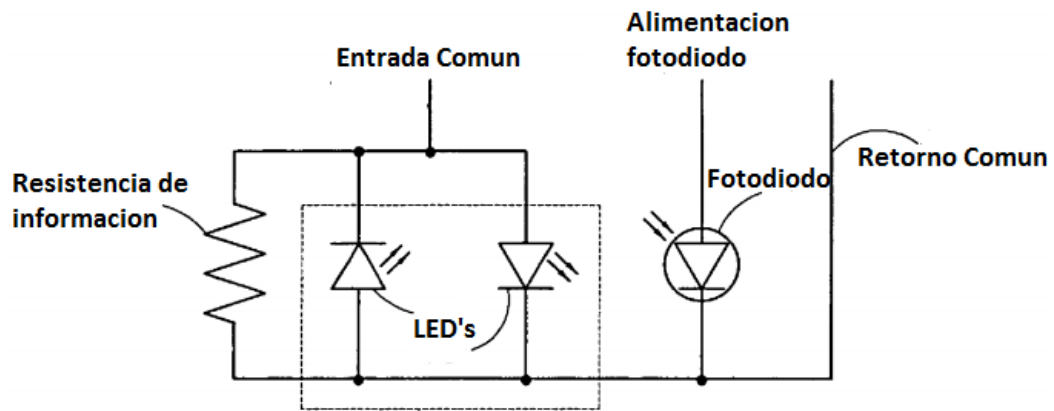 Alimentacion
fotodiodo
Entrada Comun
Retorno Comun
Fotodiodo
Resistencia de
informacion
LED's